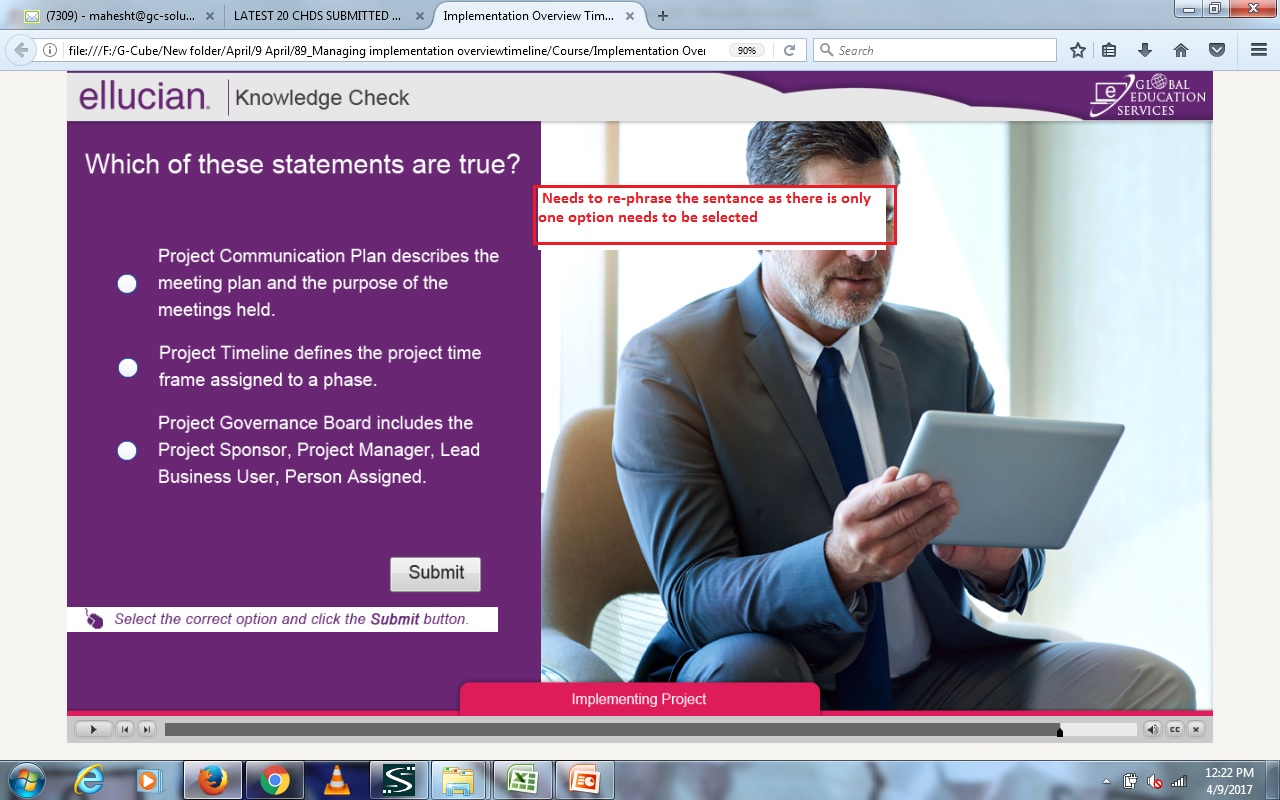 (7309) - mahesht@gc-solu...
LATEST 20 CHDS SUBMITTED ...
Implementation Overview Tim...
file:///F:/G-Cube/New folder/April/9 April/89_Managing implementation overviewtimeline/Course/Implementation Over
90%
Search
ellucian.
Knowledge Check
GLOBAL
EDUCATION
SERVICES
Which of these statements are true?
Needs to re-phrase the sentance as there is only
one option needs to be selected
Project Communication Plan describes the
meeting plan and the purpose of the
meetings held.
Project Timeline defines the project time
frame assigned to a phase.
Project Governance Board includes the
Project Sponsor, Project Manager, Lead
Business User, Person Assigned.
Submit
Select the correct option and click the Submit button.
Implementing Project
CC
12:22 PM
4/9/2017